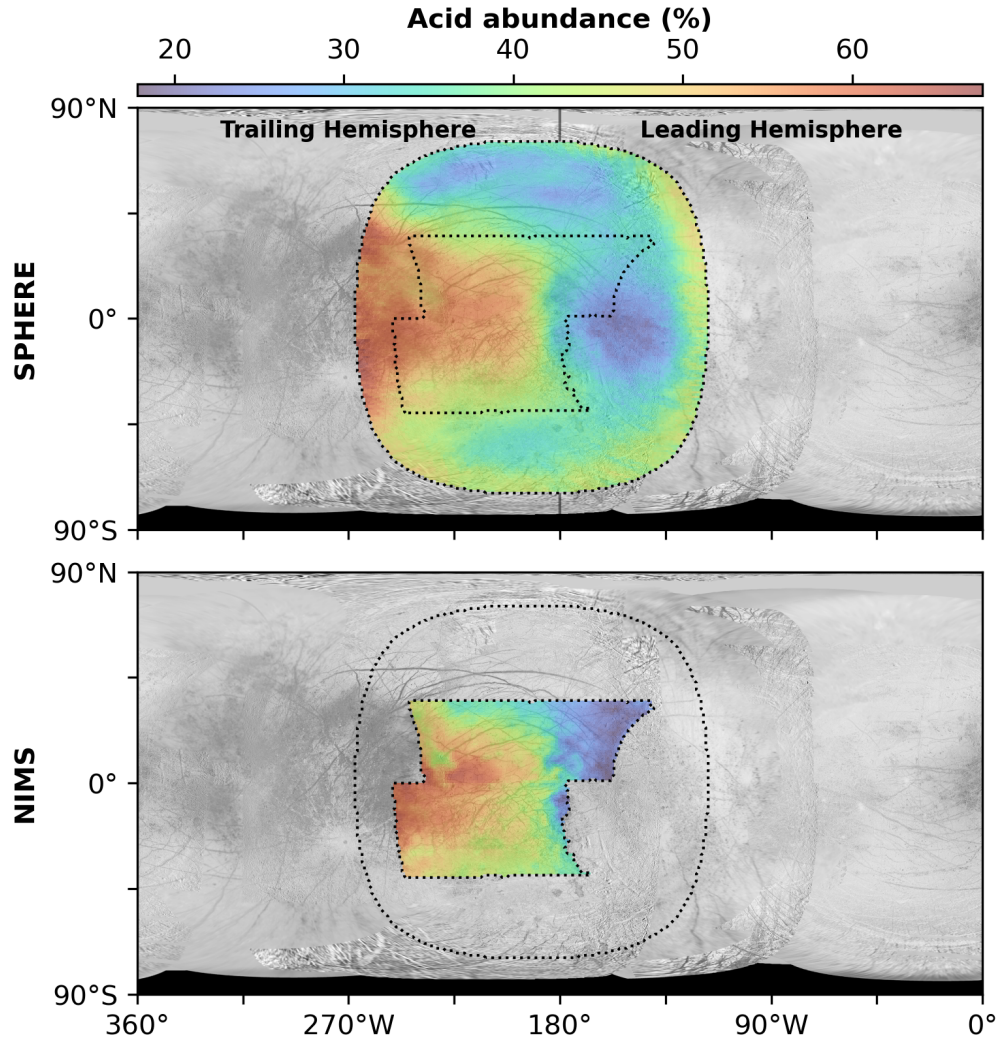 Acid abundance (%)
20 30 40 50 60
90°N
Trailing Hemisphere Leading Hemisphere
SPHERE
0°
90°S
90°N
NIMS
0°
90°S
360° 270°W 180° 90°W 0°